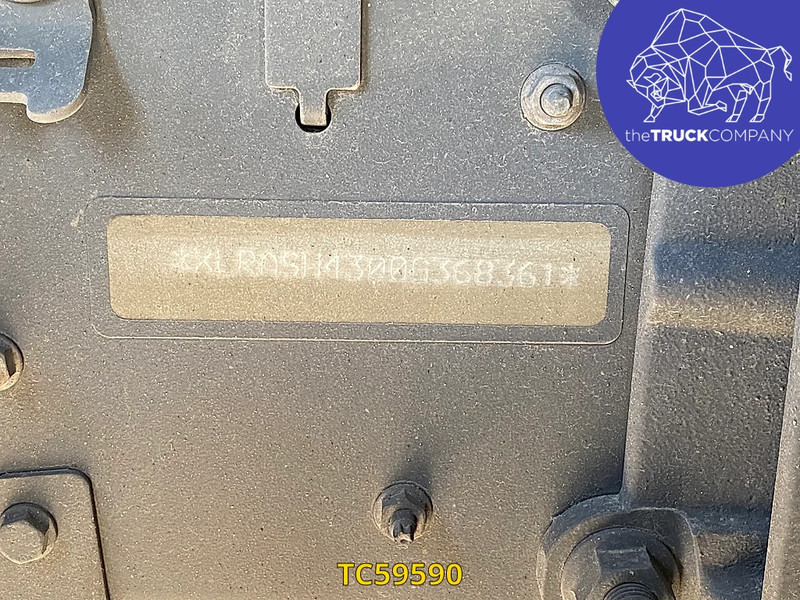 theTRUCKCOMPANY
*XLRASH4300G368361*
TC59590